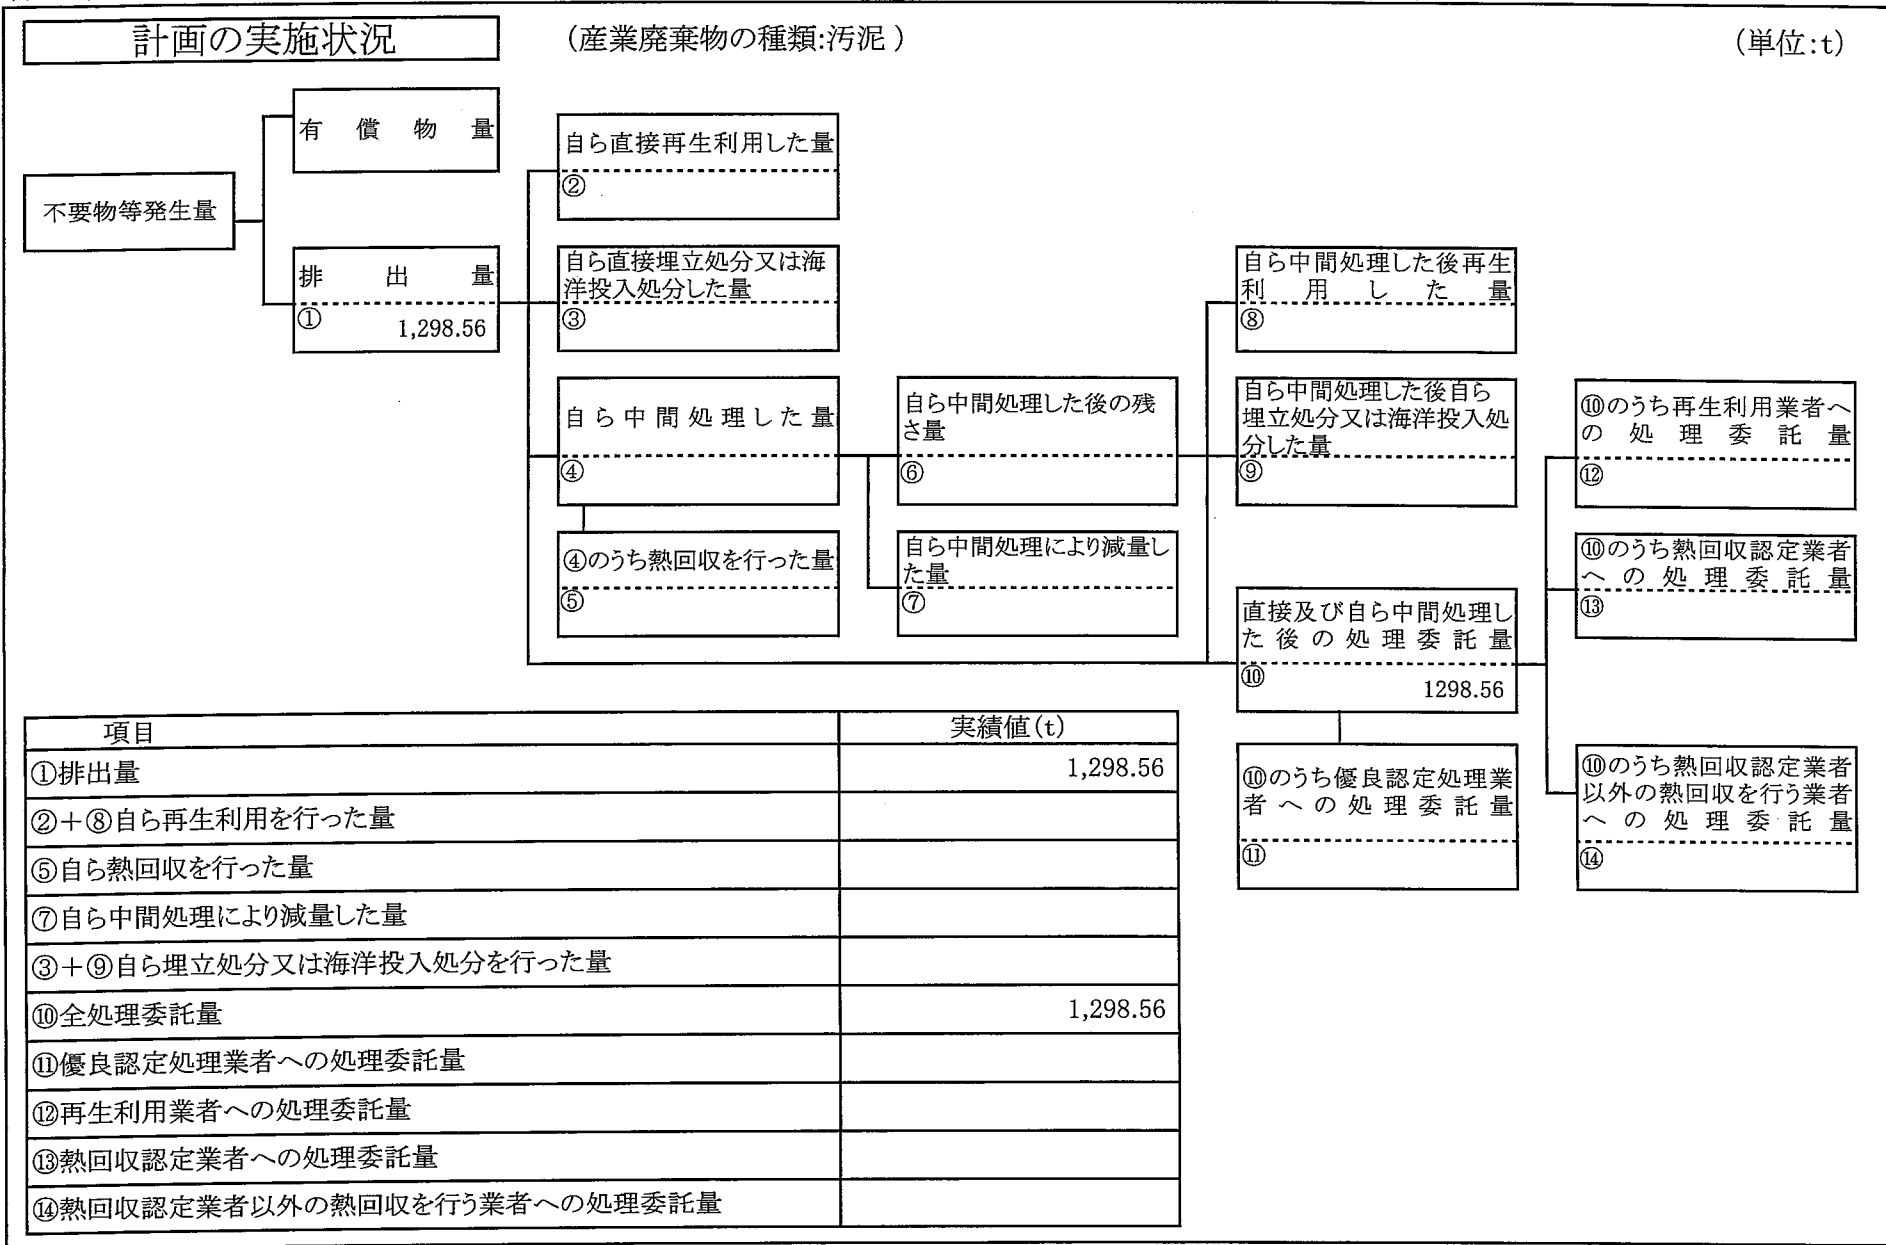 計画の実施状況
（産業廃棄物の種類:汚泥 ）
（単位:t）
有償物量
不要物等発生量
排出量
①
1,298.56
自ら直接再生利用した量
②
自ら直接埋立処分又は海
洋投入処分した量
③
自ら中間処理した量
④
④のうち熱回収を行った量
⑤
自ら中間処理した後の残
さ量
⑥
自ら中間処理により減量し
た量
⑦
自ら中間処理した後再生
利用した量
⑧
自ら中間処理した後自ら
埋立処分又は海洋投入処
分した量
⑨
直接及び自ら中間処理し
た後の処理委託量
⑩
1298.56
⑩のうち優良認定処理業
者への処理委託量
⑪
⑩のうち再生利用業者へ
の処理委託量
⑫
⑩のうち熱回収認定業者
への処理委託量
⑬
⑩のうち熱回収認定業者
以外の熱回収を行う業者
への処理委託量
⑭
項目 実績値(t)
①排出量 1,298.56
②＋⑧自ら再生利用を行った量
⑤自ら熱回収を行った量
⑦自ら中間処理により減量した量
③＋⑨自ら埋立処分又は海洋投入処分を行った量
⑩全処理委託量 1,298.56
⑪優良認定処理業者への処理委託量
⑫再生利用業者への処理委託量
⑬熱回収認定業者への処理委託量
⑭熱回収認定業者以外の熱回収を行う業者への処理委託量